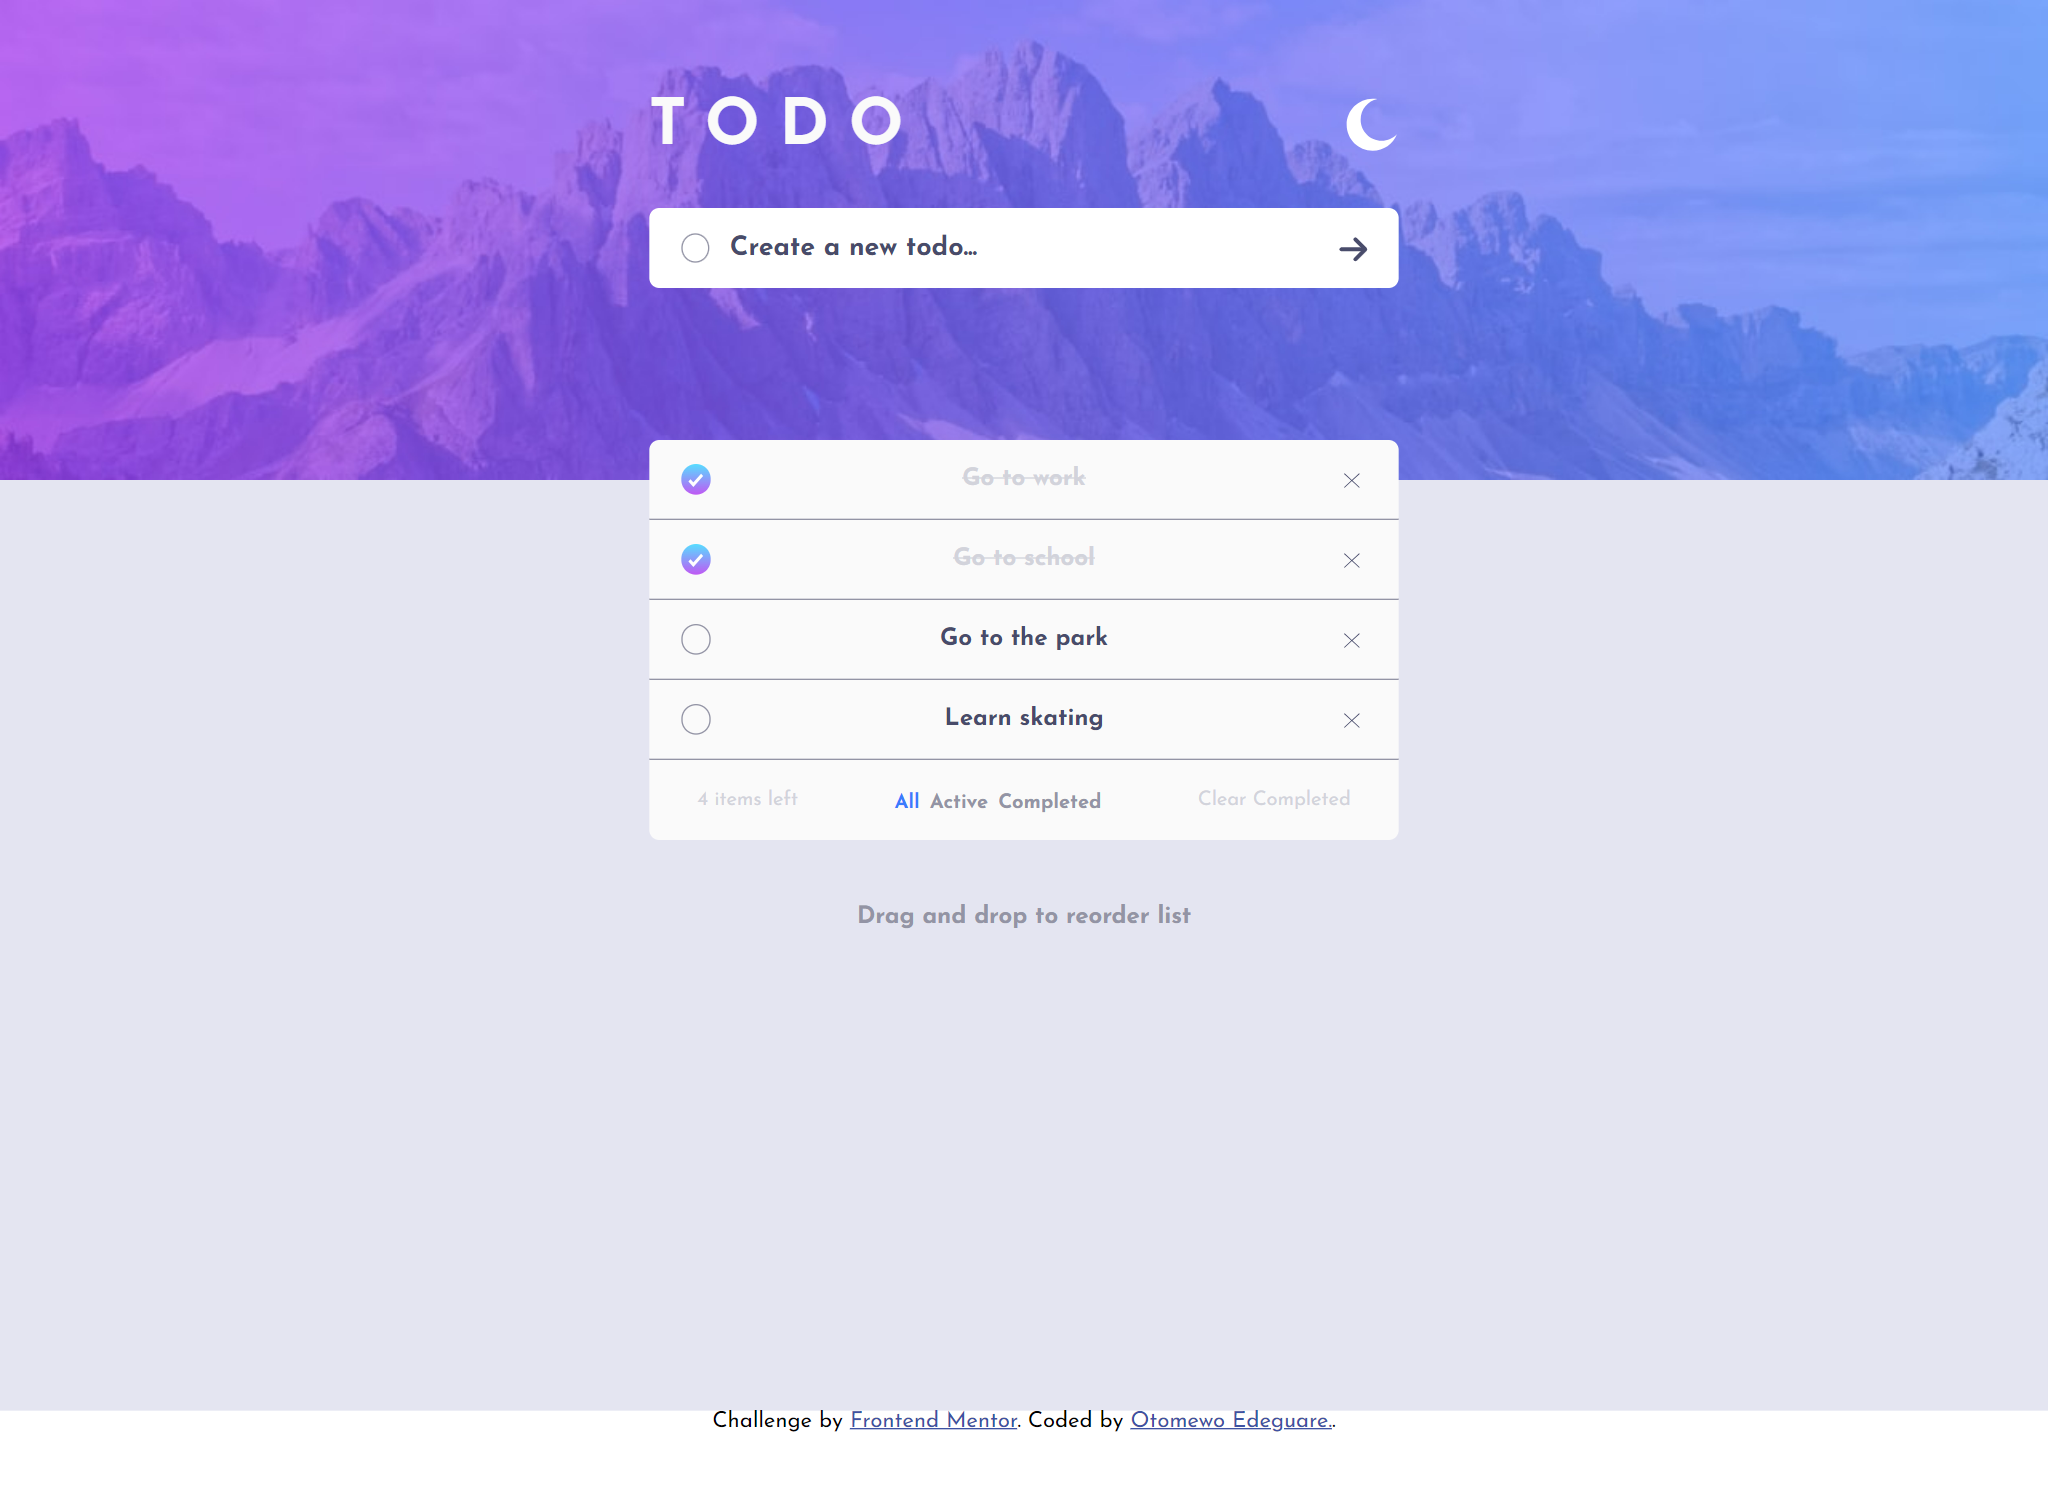 TODO
Create a new todo...
Go to work
Go to school
Go to the park
Learn skating
4 items left All Active Completed Clear Completed
Drag and drop to reorder list
Challenge by Frontend Mentor. Coded by Otomewo Edeguare..